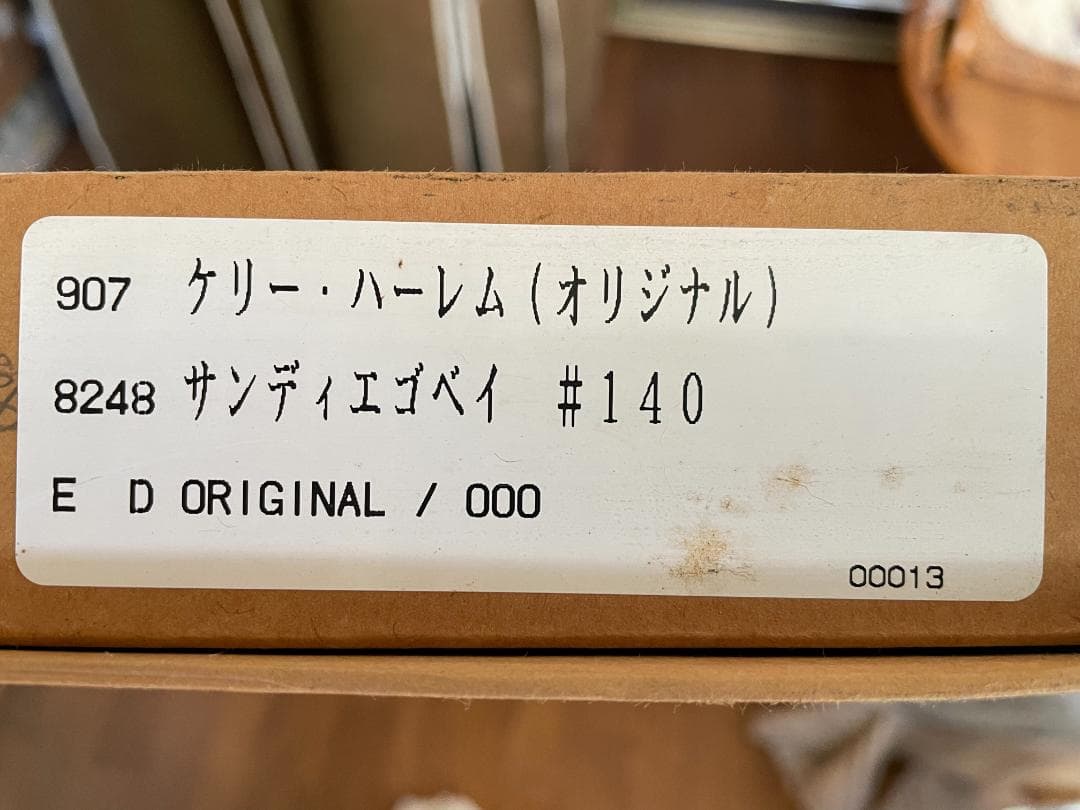 907 ケリー・ハーレム(オリジナル)
8248 サンディエゴベイ #140
E D ORIGINAL / 000
00013